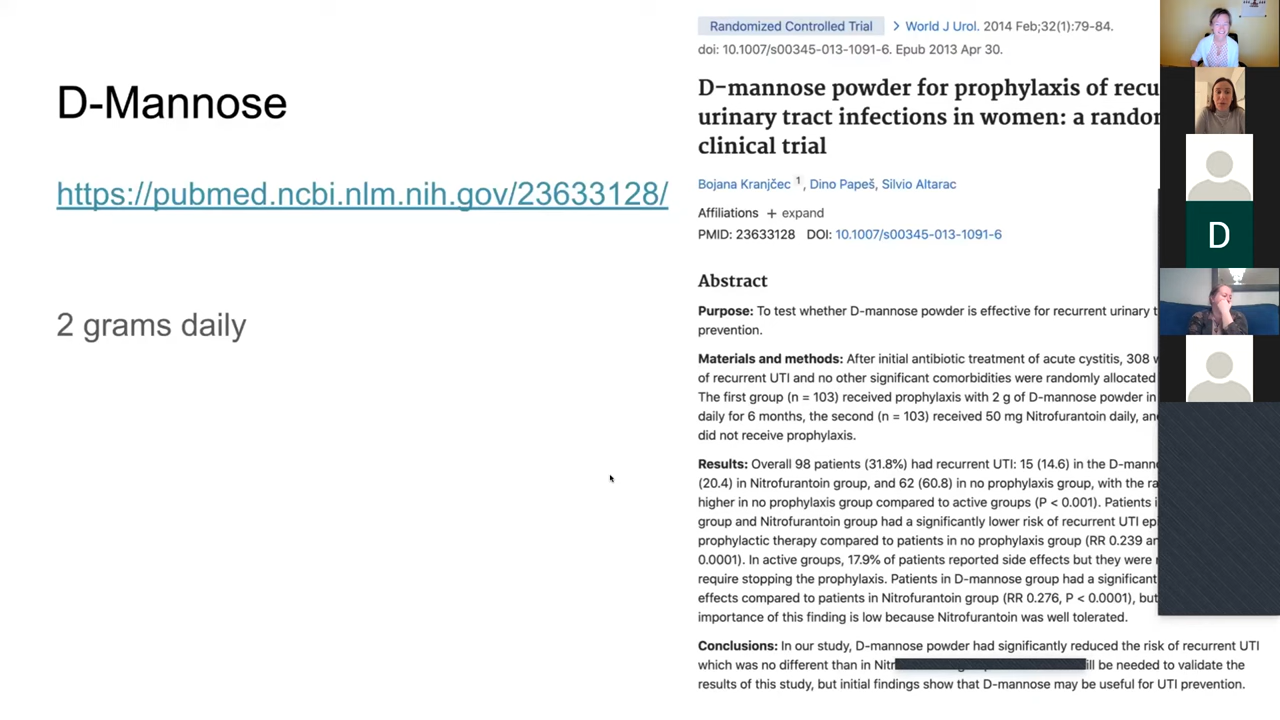 D-Mannose
https://pubmed.ncbi.nlm.nih.gov/23633128/
2 grams daily
Randomized Controlled Trial > World J Urol. 2014 Feb;32(1):79-84.
doi: 10.1007/s00345-013-1091-6. Epub 2013 Apr 30.
D-mannose powder for prophylaxis of recu
urinary tract infections in women: a randor
clinical trial
Bojana Kranjčec 1, Dino Papeš, Silvio Altarac
Affiliations + expand
PMID: 23633128 DOI: 10.1007/s00345-013-1091-6
Abstract
Purpose: To test whether D-mannose powder is effective for recurrent urinary t
prevention.
Materials and methods: After initial antibiotic treatment of acute cystitis, 308 w
of recurrent UTI and no other significant comorbidities were randomly allocated
The first group (n = 103) received prophylaxis with 2 g of D-mannose powder in
daily for 6 months, the second (n = 103) received 50 mg Nitrofurantoin daily, an
did not receive prophylaxis.
Results: Overall 98 patients (31.8%) had recurrent UTI: 15 (14.6) in the D-mann
(20.4) in Nitrofurantoin group, and 62 (60.8) in no prophylaxis group, with the ra
higher in no prophylaxis group compared to active groups (P < 0.001). Patients i
group and Nitrofurantoin group had a significantly lower risk of recurrent UTI epi
prophylactic therapy compared to patients in no prophylaxis group (RR 0.239 an
0.0001). In active groups, 17.9% of patients reported side effects but they were
require stopping the prophylaxis. Patients in D-mannose group had a significant
effects compared to patients in Nitrofurantoin group (RR 0.276, P < 0.0001), but
importance of this finding is low because Nitrofurantoin was well tolerated.
Conclusions: In our study, D-mannose powder had significantly reduced the risk of recurrent UTI
which was no different than in Nitr ill be needed to validate the
results of this study, but initial findings show that D-mannose may be useful for UTI prevention.
D